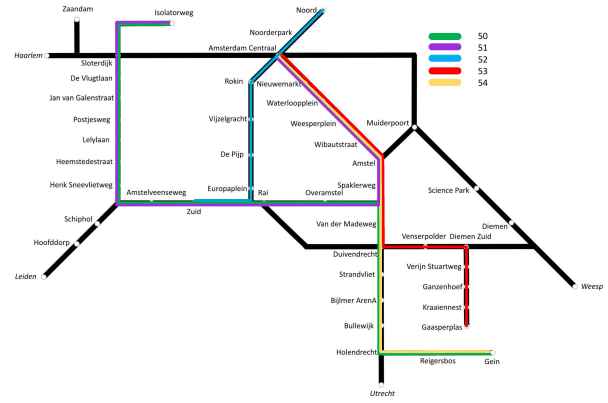 Zaandam
Isolatorweg
Noord
Noorderpark
Haarlem
Amsterdam Centraal
Sloterdijk
De Vlugtlaan
Jan van Galenstraat
Postjesweg
Lelylaan
Heemstedestraat
Henk Sneevlietweg
Rokin
Nieuwemarkt
Waterloopplein
Vijzelgracht
Weesperplein
Wibautstraat
De Pijp
Amstel
Europaplein
Spaklerweg
Amstelveenseweg
Rai
Overamstel
Zuid
50
51
52
53
54
Muiderpoort
Science Park
Diemen
Weesp
Schiphol
Hoofddorp
Leiden
Van der Madeweg
Venserpolder
Diemen Zuid
Duivendrecht
Strandvliet
Verijn Stuartweg
Ganzenhoef
Bijlmer ArenA
Kraaiennest
Bullewijk
Gaasperplas
Holendrecht
Reigersbos
Gein
Utrecht